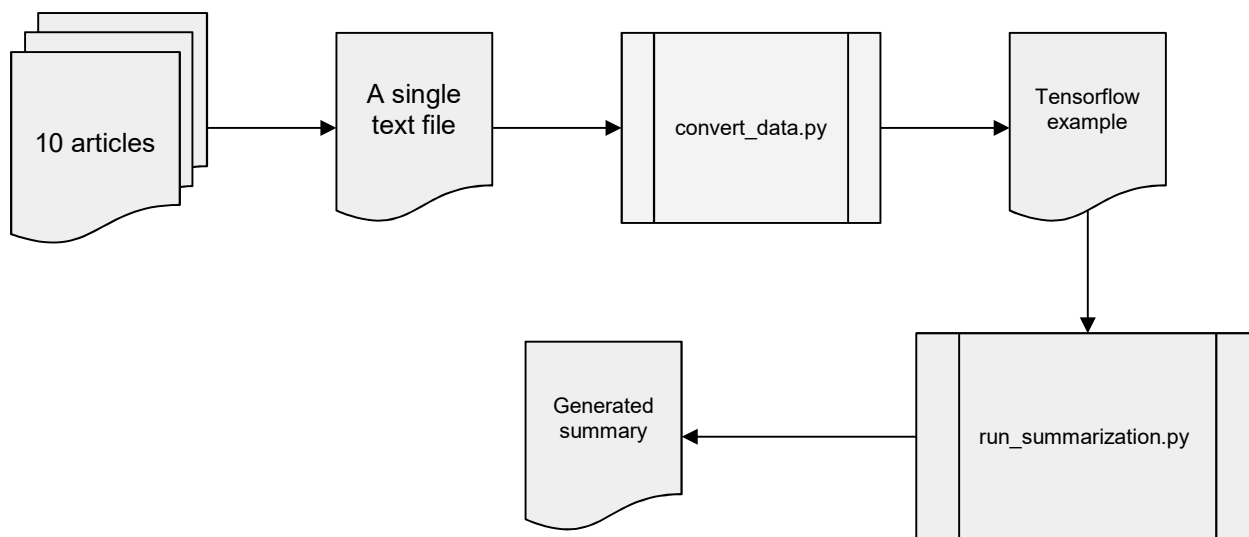 10 articles
A single
text file
convert_data.py
Tensorflow
example
Generated
summary
run_summarization.py